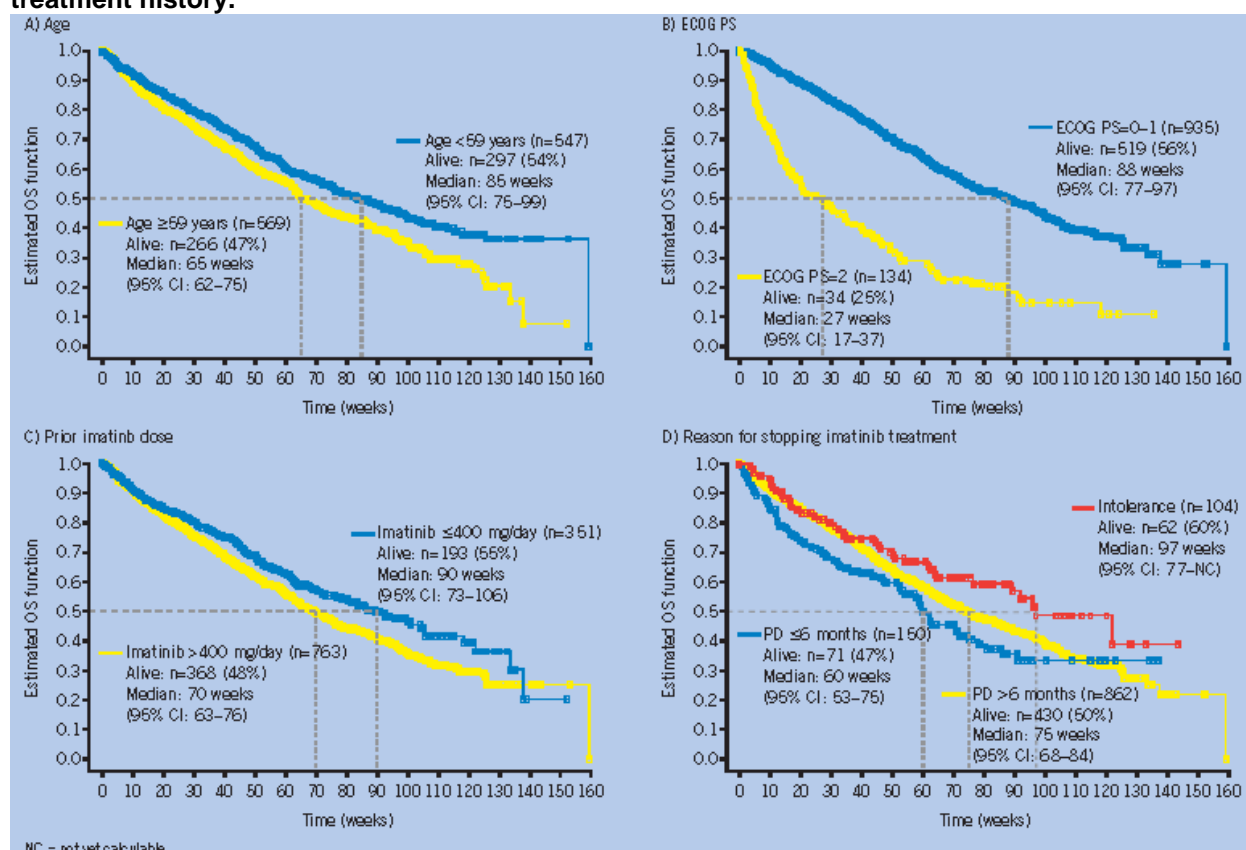 treatment history.
A) Age
1.0
0.9
0.8
0.7
0.6
0.5
0.4
0.3
0.2
0.1
0.0
Estimated OS function
Age <59 years (n=547)
Alive: n=297 (54%)
Median: 85 weeks
(95% CI: 75–99)
Age ≥59 years (n=569)
Alive: n=266 (47%)
Median: 65 weeks
(95% CI: 62–75)
0 10 20 30 40 50 60 70 80 90 100 110 120 130 140 150 160
Time (weeks)
B) ECOG PS
1.0
0.9
0.8
0.7
0.6
0.5
0.4
0.3
0.2
0.1
0.0
Estimated OS function
ECOG PS=0–1 (n=935)
Alive: n=519 (56%)
Median: 88 weeks
(95% CI: 77–97)
ECOG PS=2 (n=134)
Alive: n=34 (25%)
Median: 27 weeks
(95% CI: 17–37)
0 10 20 30 40 50 60 70 80 90 100 110 120 130 140 150 160
Time (weeks)
C) Prior imatinb dose
1.0
0.9
0.8
0.7
0.6
0.5
0.4
0.3
0.2
0.1
0.0
Estimated OS function
Imatinib ≤400 mg/day (n=351)
Alive: n=193 (55%)
Median: 90 weeks
(95% CI: 73–106)
Imatinib >400 mg/day (n=763)
Alive: n=368 (48%)
Median: 70 weeks
(95% CI: 63–76)
0 10 20 30 40 50 60 70 80 90 100 110 120 130 140 150 160
Time (weeks)
D) Reason for stopping imatinib treatment
1.0
0.9
0.8
0.7
0.6
0.5
0.4
0.3
0.2
0.1
0.0
Estimated OS function
Intolerance (n=104)
Alive: n=62 (60%)
Median: 97 weeks
(95% CI: 77–NC)
PD ≤6 months (n=150)
Alive: n=71 (47%)
Median: 60 weeks
(95% CI: 53–75)
PD >6 months (n=862)
Alive: n=430 (50%)
Median: 75 weeks
(95% CI: 68–84)
0 10 20 30 40 50 60 70 80 90 100 110 120 130 140 150 160
Time (weeks)
NC = not yet calculable